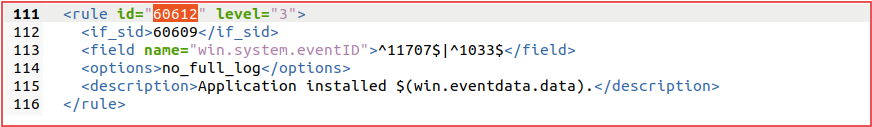 111 <rule id="60612" level="3">
112 <if_sid>60609</if_sid>
113 <field name="win.system.eventID">^11707$|^1033$</field>
114 <options>no_full_log</options>
115 <description>Application installed $(win.eventdata.data).</description>
116 </rule>